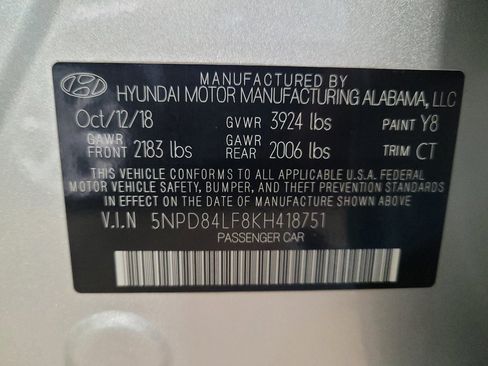 MANUFACTURED BY
HYUNDAI MOTOR MANUFACTURING ALABAMA, LLC
Oct/12/18 GVWR 3924 lbs PAINT Y8
GAWR FRONT 2183 lbs GAWR REAR 2006 lbs TRIM CT
THIS VEHICLE CONFORMS TO ALL APPLICABLE U.S.A. FEDERAL
MOTOR VEHICLE SAFETY, BUMPER, AND THEFT PREVENTION STANDARDS
IN EFFECT ON THE DATE OF MANUFACTURE SHOWN ABOVE.
V.I.N 5NPD84LF8KH418751
PASSENGER CAR